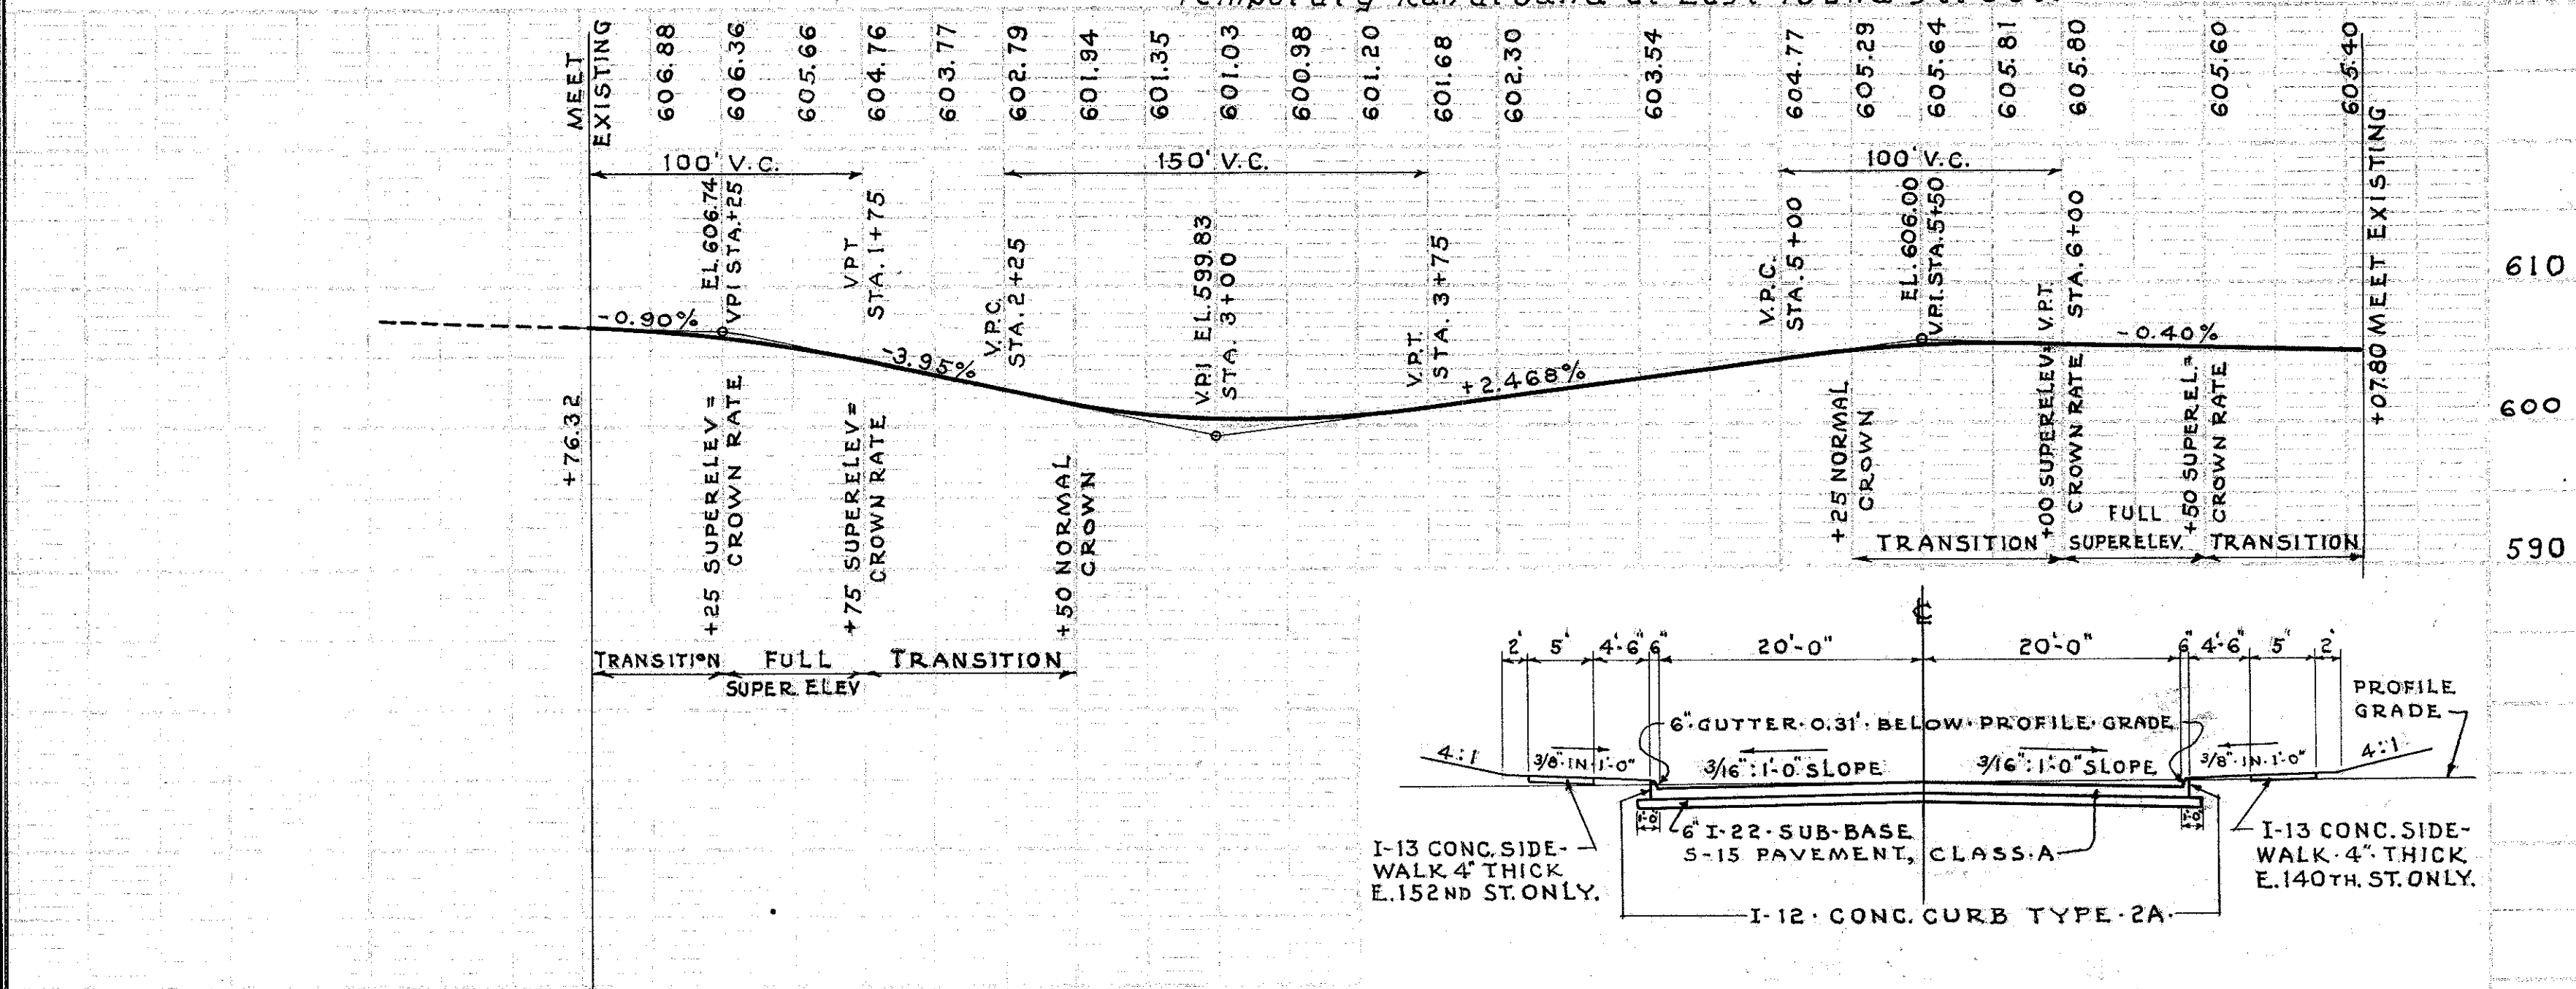 Temporary Runaround at East 152nd Street
MEET
EXISTING
606.88
606.36
605.66
604.76
603.77
602.79
601.94
601.35
601.03
600.98
601.20
601.68
602.30
603.54
604.77
605.29
605.64
605.81
605.80
605.60
605.40
100' V.C.
150' V.C.
100' V.C.
EL. 606.74
VPI STA.+25
VPT
STA. 1+75
V.P.C.
STA. 2+25
V.P.I EL.599.83
STA. 3+00
V.P.T.
STA. 3+75
V.P.C.
STA. 5+00
EL. 606.00
V.P.I. STA. 5+50
V.P.T.
STA. 6+00
+07.80 MEET EXISTING
-0.90%
-3.95%
+2.468%
-0.40%
610
600
590
+76.32
+25 SUPERELEV =
CROWN RATE
+75 SUPERELEV =
CROWN RATE
+50 NORMAL
CROWN
+25 NORMAL
CROWN
+00 SUPERELEV=
CROWN RATE
+50 SUPEREL.=
CROWN RATE
TRANSITION
FULL
SUPERELEV.
TRANSITION
TRANSITION
FULL
SUPER ELEV
TRANSITION
2' 5' 4'-6" 6" 20'-0" 20'-0" 6" 4'-6" 5' 2'
PROFILE
GRADE
6" GUTTER 0.31' BELOW PROFILE GRADE
4:1
3/8" IN 1'-0"
3/16":1'-0" SLOPE
3/16":1'-0" SLOPE
3/8" IN 1'-0"
4:1
6" I-22 SUB-BASE
S-15 PAVEMENT, CLASS A
I-13 CONC. SIDE-
WALK 4" THICK
E. 152ND ST. ONLY.
I-13 CONC. SIDE-
WALK 4" THICK
E. 140TH. ST. ONLY.
I-12 CONC. CURB TYPE 2A